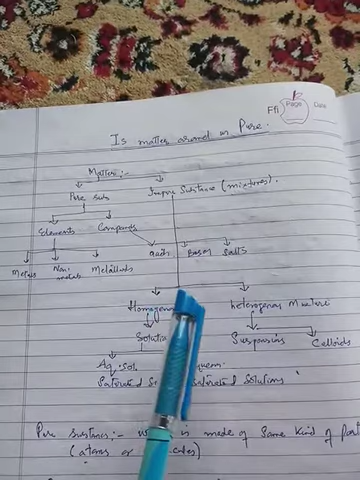 Page Date
Is matter around us Pure.
Matter:-
Pure subs Impure Substance (mixtures).
Elements Compounds
Metals Non metals Metalloids acids Bases Salts
Homogenous heterogenous Mixture
Solution Suspensions Colloids
Aq. sol.
Saturated Solutions
Pure Substance:- is made of Same kind of
(atoms or